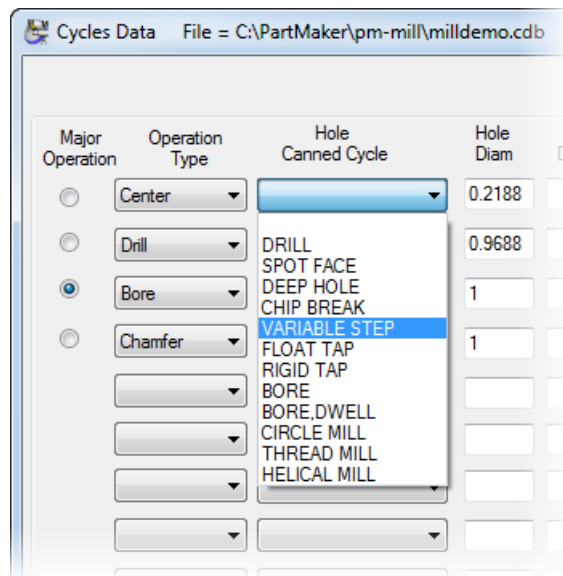 Cycles Data File = C:\PartMaker\pm-mill\milldemo.cdb
Major Operation Hole Hole
Operation Type Canned Cycle Diam
Center 0.2188
Drill DRILL 0.9688
SPOT FACE
Bore DEEP HOLE 1
CHIP BREAK
VARIABLE STEP
Chamfer FLOAT TAP 1
RIGID TAP
BORE
BORE,DWELL
CIRCLE MILL
THREAD MILL
HELICAL MILL